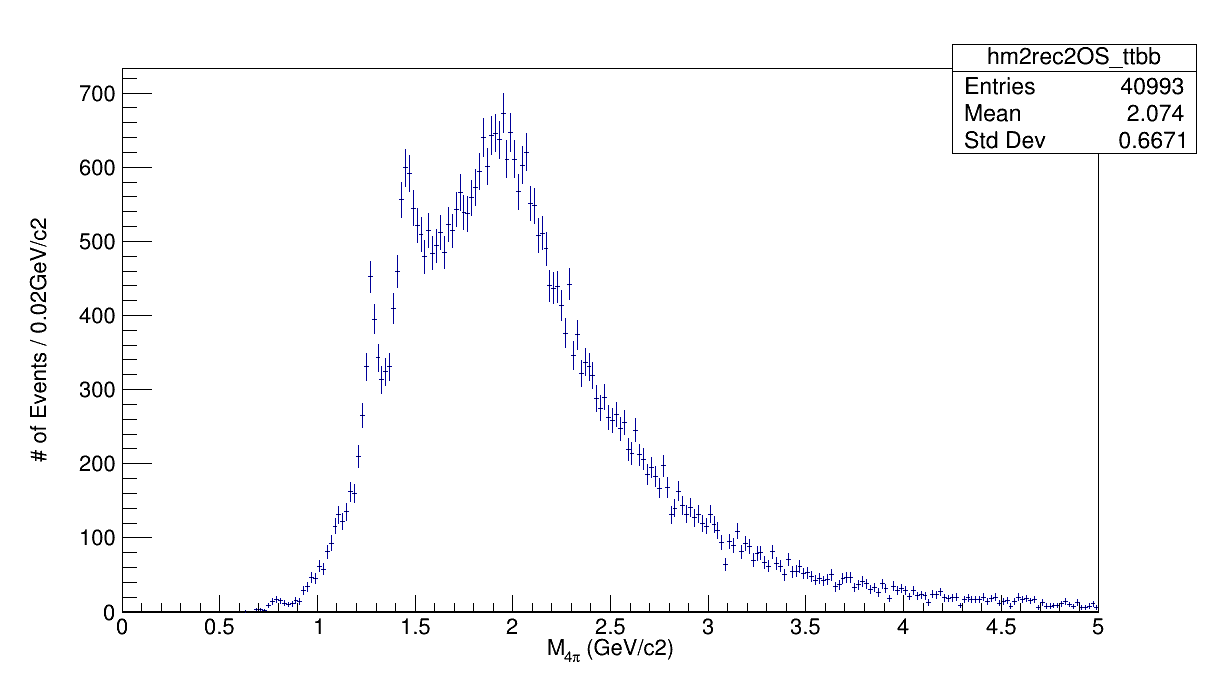 hm2rec2OS_ttbb
Entries 40993
Mean 2.074
Std Dev 0.6671
# of Events / 0.02GeV/c2
700
600
500
400
300
200
100
0
0 0.5 1 1.5 2 2.5 3 3.5 4 4.5 5
M4π (GeV/c2)